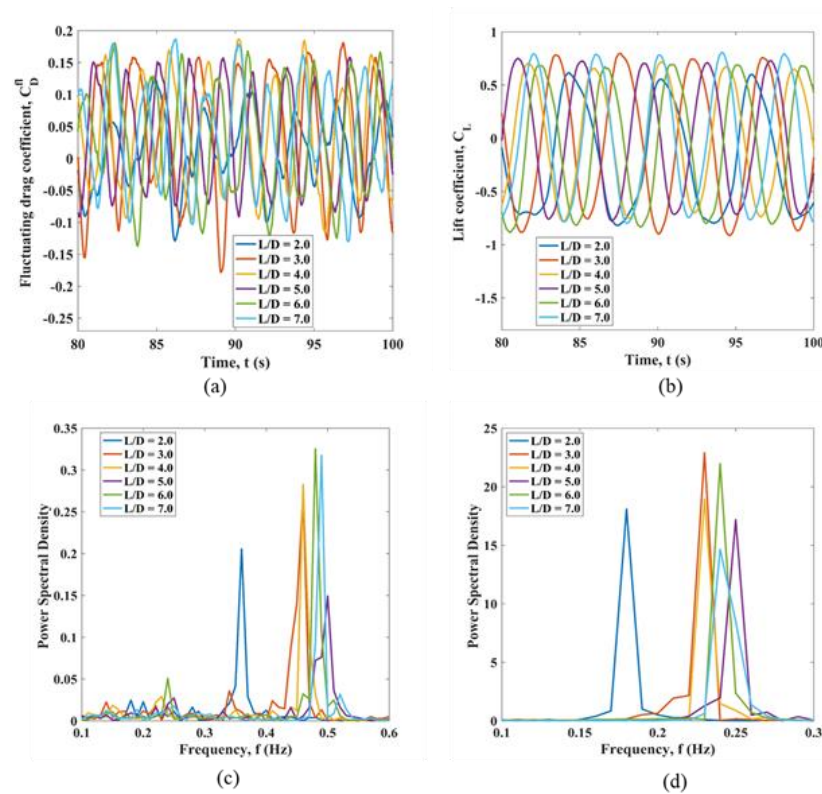 0.2
0.15
0.1
0.05
0
-0.05
-0.1
-0.15
-0.2
-0.25
Fluctuating drag coefficient, C_D^fl
L/D = 2.0
L/D = 3.0
L/D = 4.0
L/D = 5.0
L/D = 6.0
L/D = 7.0
80 85 90 95 100
Time, t (s)
(a)
1
0.5
0
-0.5
-1
-1.5
Lift coefficient, C_L
L/D = 2.0
L/D = 3.0
L/D = 4.0
L/D = 5.0
L/D = 6.0
L/D = 7.0
80 85 90 95 100
Time, t (s)
(b)
0.35
0.3
0.25
0.2
0.15
0.1
0.05
0
Power Spectral Density
L/D = 2.0
L/D = 3.0
L/D = 4.0
L/D = 5.0
L/D = 6.0
L/D = 7.0
0.1 0.2 0.3 0.4 0.5 0.6
Frequency, f (Hz)
(c)
25
20
15
10
5
0
Power Spectral Density
L/D = 2.0
L/D = 3.0
L/D = 4.0
L/D = 5.0
L/D = 6.0
L/D = 7.0
0.1 0.15 0.2 0.25 0.3
Frequency, f (Hz)
(d)